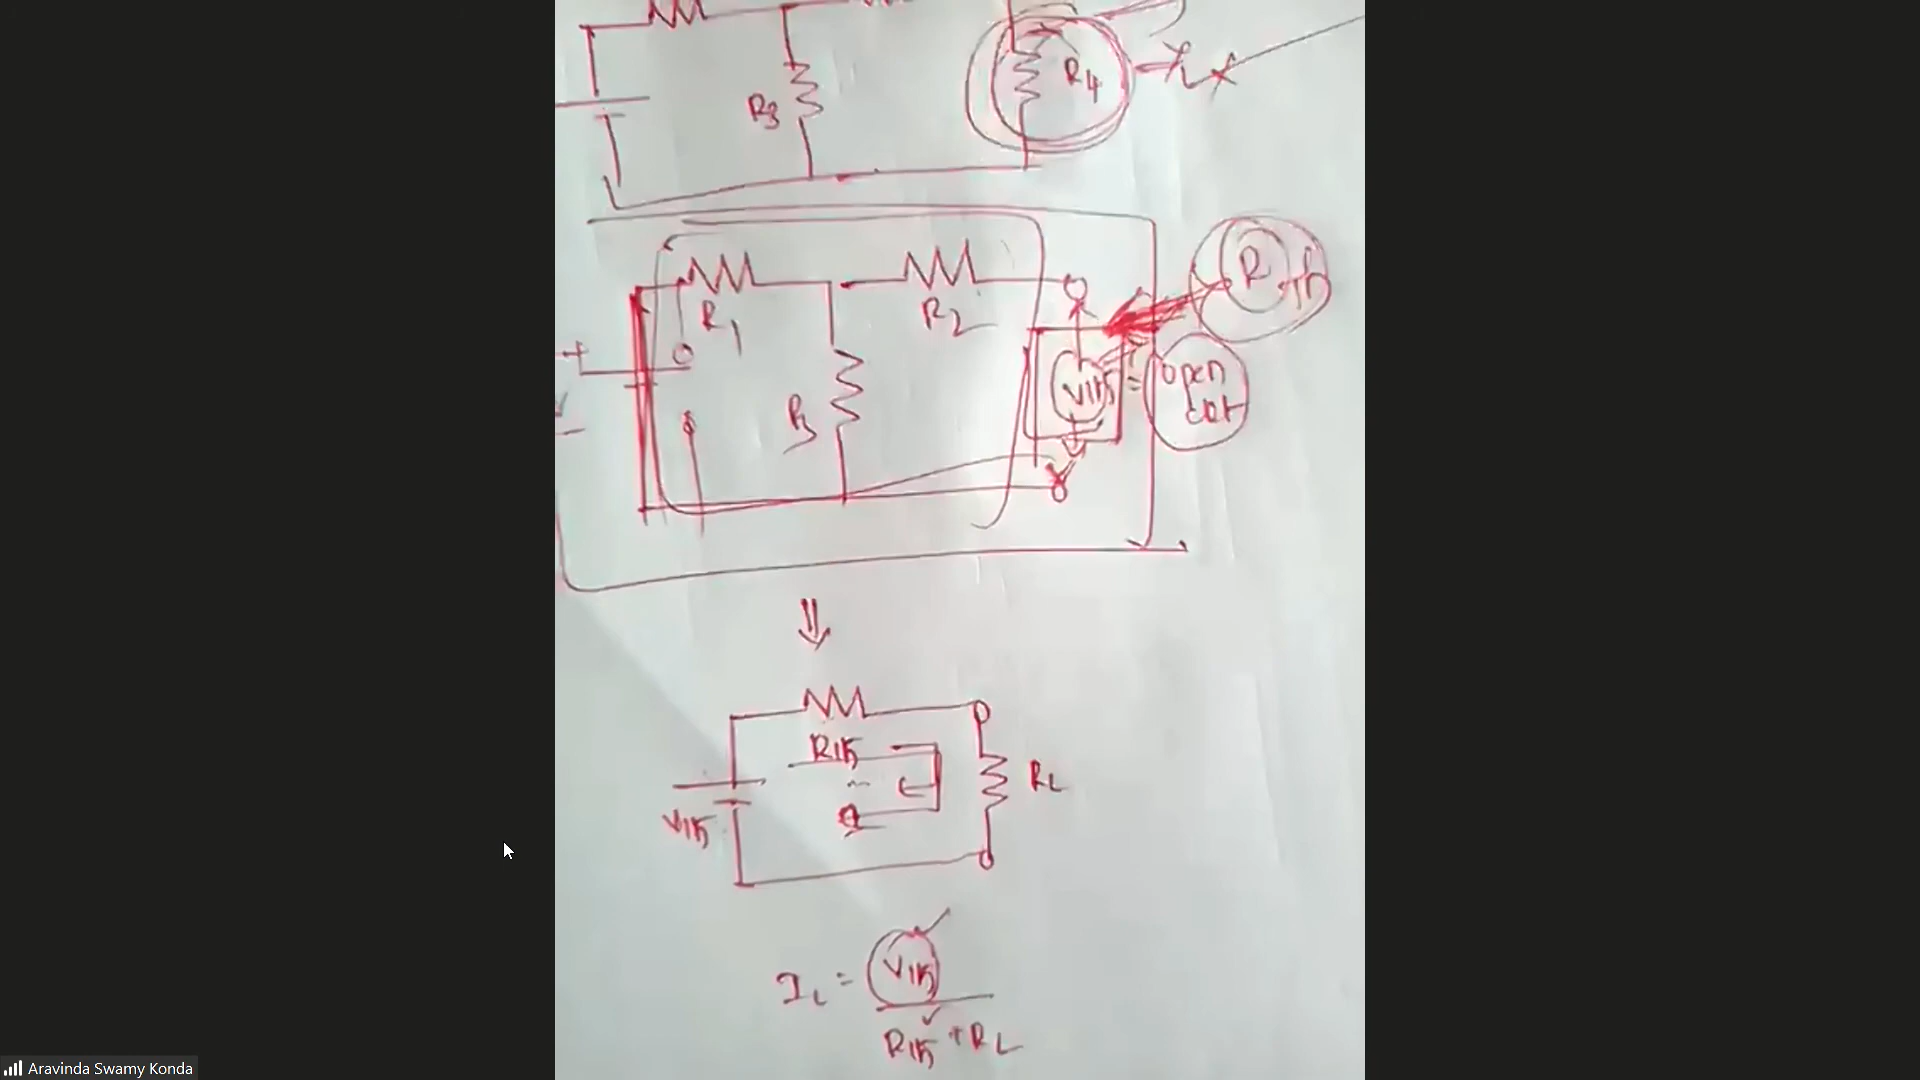 R3
R4
R1
R2
Rth
+
V
R3
Vth = open
ckt
Rth
Vth
RL
IL = Vth
Rth + RL
Aravinda Swamy Konda